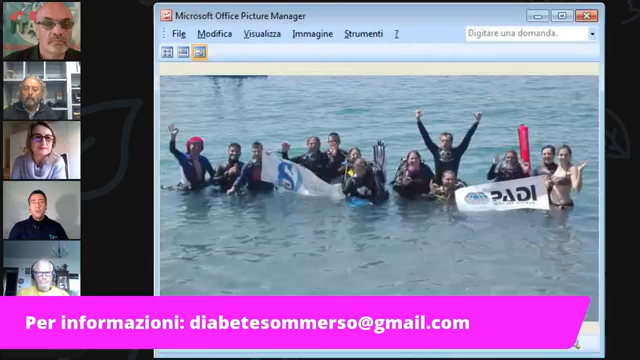 Microsoft Office Picture Manager
File Modifica Visualizza Immagine Strumenti ?
Digitare una domanda.
PADI
Per informazioni: diabetesommerso@gmail.com